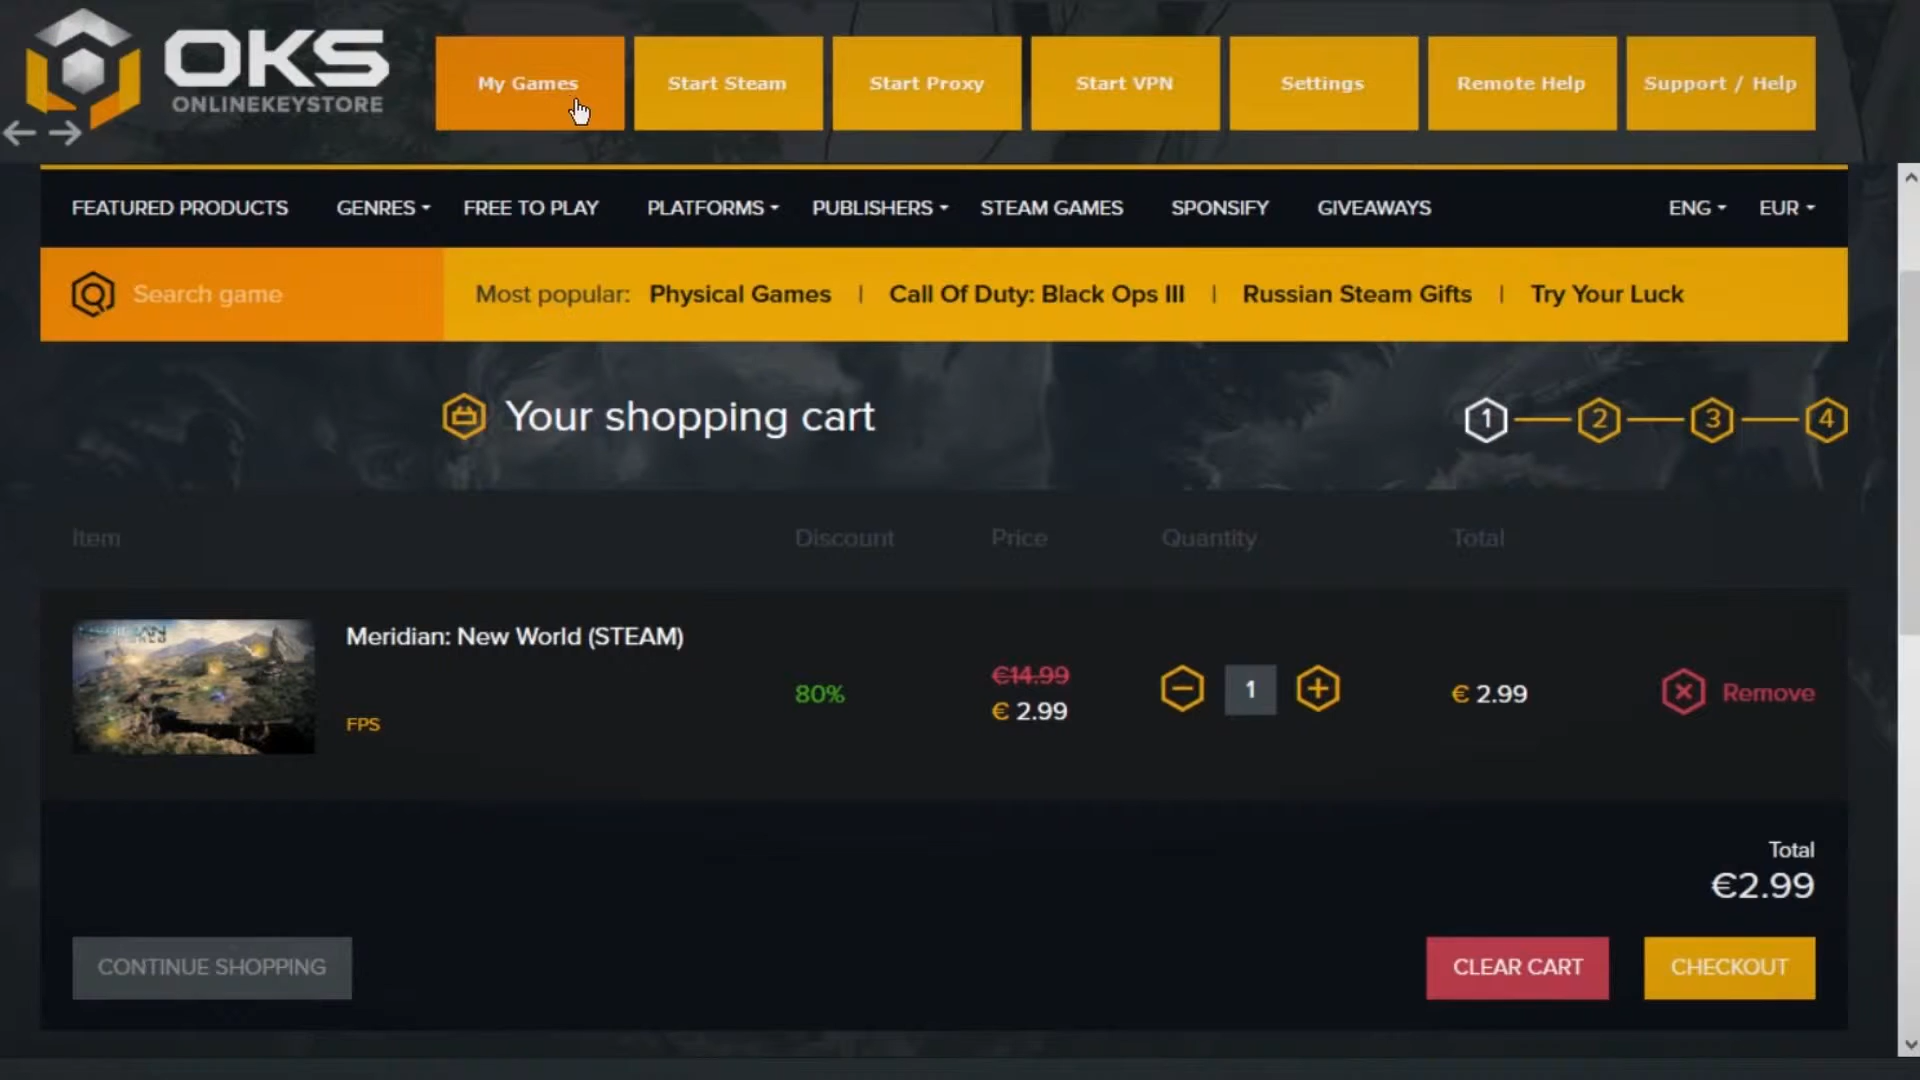 OKS
ONLINEKEYSTORE
My Games
Start Steam
Start Proxy
Start VPN
Settings
Remote Help
Support / Help
FEATURED PRODUCTS
GENRES
FREE TO PLAY
PLATFORMS
PUBLISHERS
STEAM GAMES
SPONSIFY
GIVEAWAYS
ENG
EUR
Search game
Most popular: Physical Games | Call Of Duty: Black Ops III | Russian Steam Gifts | Try Your Luck
Your shopping cart
1 2 3 4
Item Discount Price Quantity Total
Meridian: New World (STEAM)
FPS
80%
€14.99
€ 2.99
1
€ 2.99
Remove
Total
€2.99
CONTINUE SHOPPING
CLEAR CART
CHECKOUT